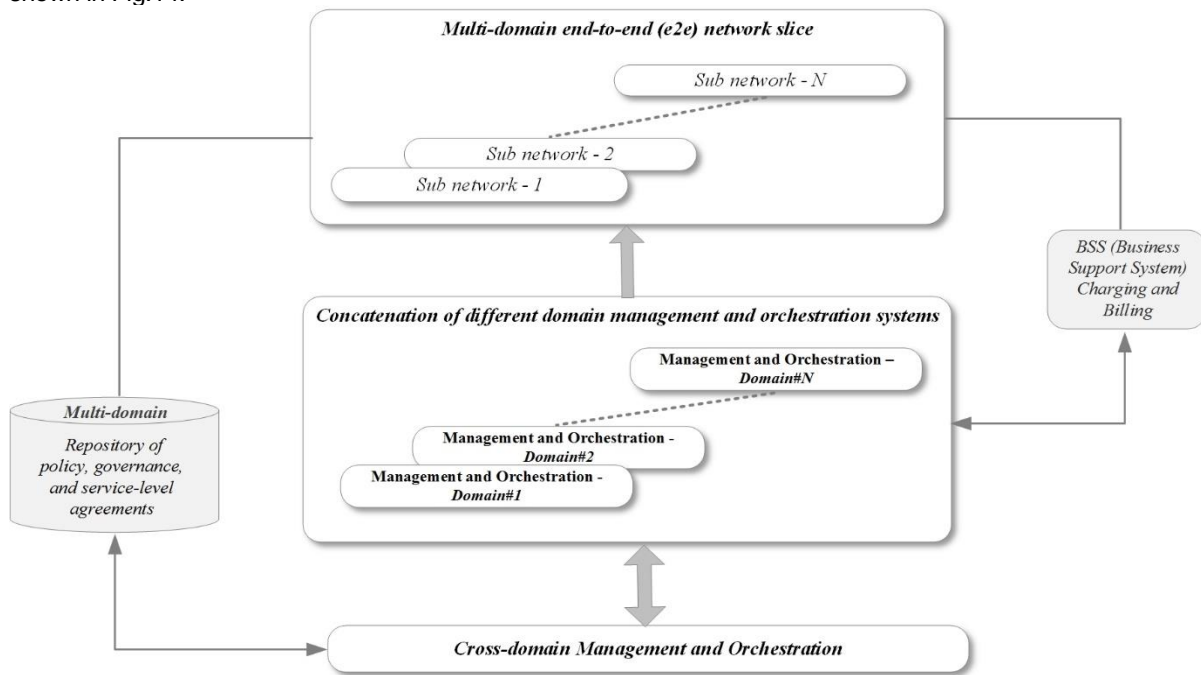 Multi-domain end-to-end (e2e) network slice
Sub network - N
Sub network - 2
Sub network - 1
BSS (Business
Support System)
Charging and
Billing
Concatenation of different domain management and orchestration systems
Management and Orchestration –
Domain#N
Management and Orchestration -
Domain#2
Management and Orchestration -
Domain#1
Multi-domain
Repository of
policy, governance,
and service-level
agreements
Cross-domain Management and Orchestration